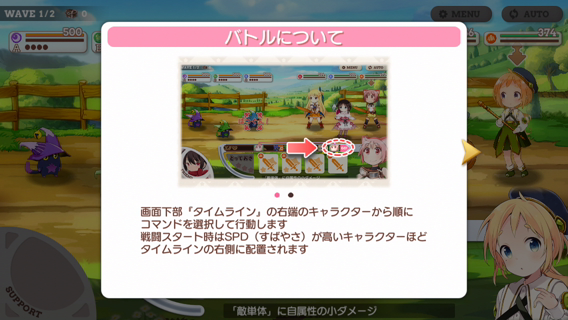 WAVE 1/2
0
MENU
AUTO
500
374
バトルについて
画面下部「タイムライン」の右端のキャラクターから順に
コマンドを選択して行動します
戦闘スタート時はSPD（すばやさ）が高いキャラクターほど
タイムラインの右側に配置されます
SUPPORT
「敵単体」に自属性の小ダメージ